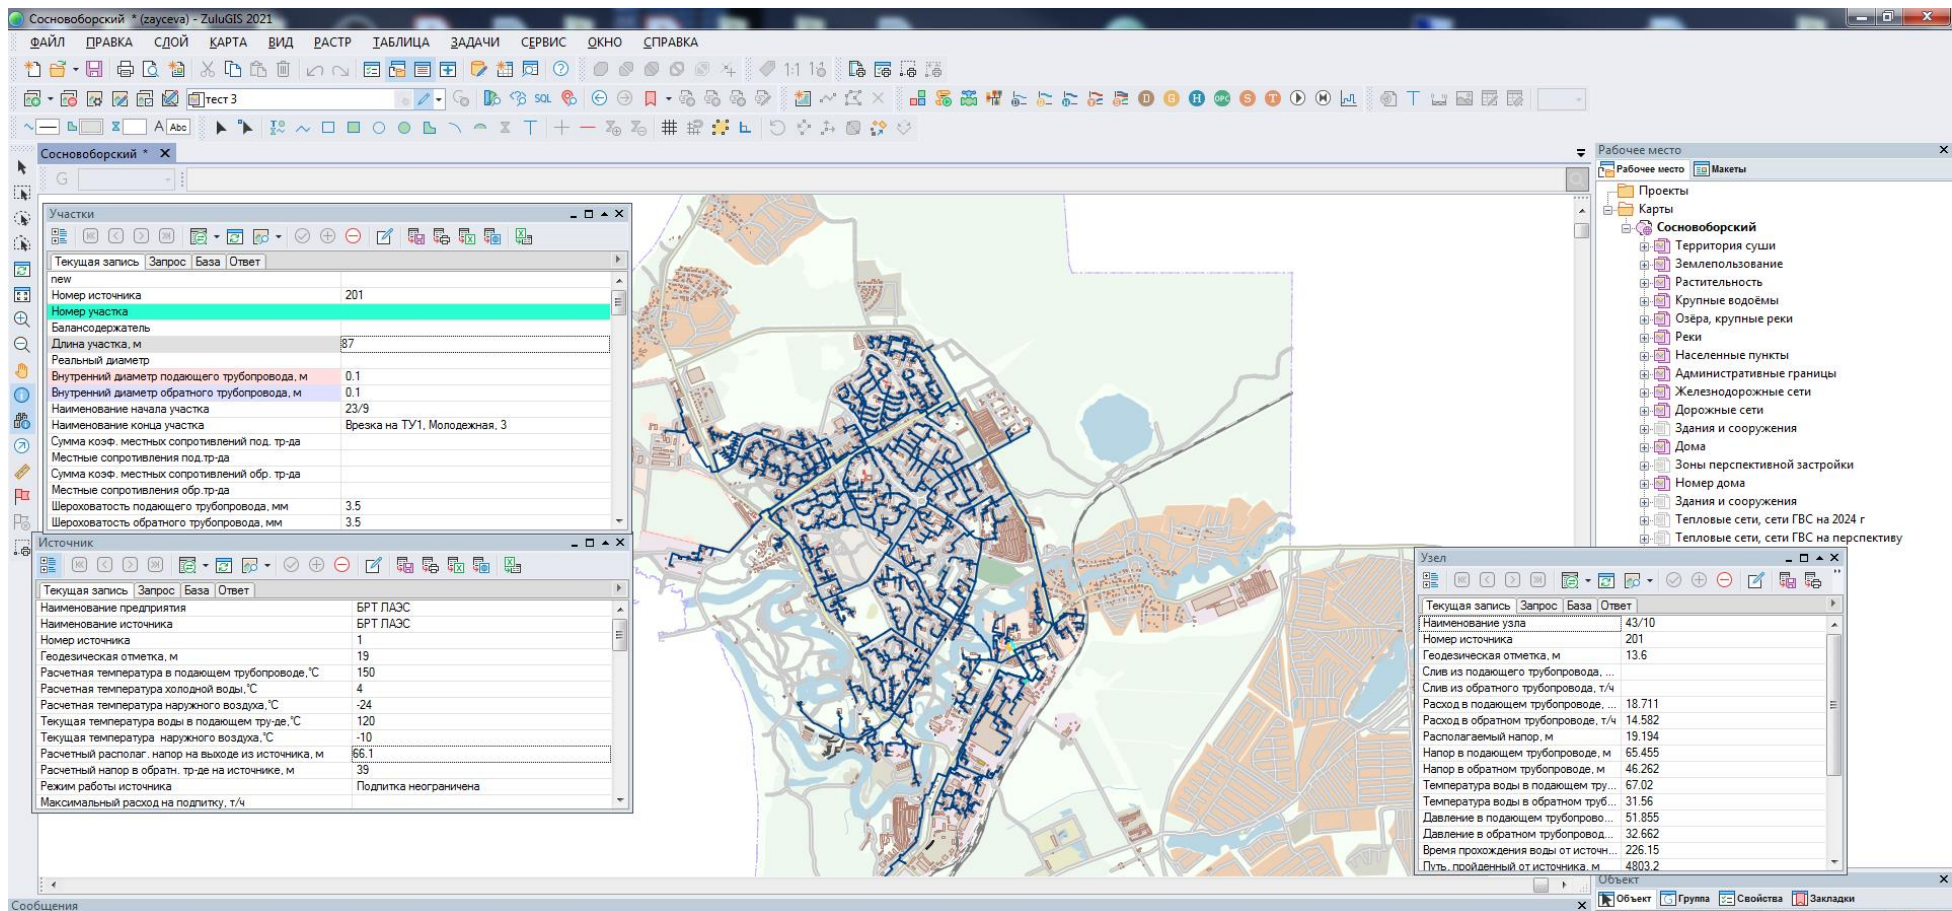 Сосновоборский * (zayceva) - ZuluGIS 2021
ФАЙЛ ПРАВКА СЛОЙ КАРТА ВИД РАСТР ТАБЛИЦА ЗАДАЧИ СЕРВИС ОКНО СПРАВКА
1:1
тест 3
SQL
Abc
Сосновоборский *
G
Участки
Текущая запись Запрос База Ответ
new
Номер источника 201
Номер участка
Балансодержатель
Длина участка, м 87
Реальный диаметр
Внутренний диаметр подающего трубопровода, м 0.1
Внутренний диаметр обратного трубопровода, м 0.1
Наименование начала участка 23/9
Наименование конца участка Врезка на ТУ1, Молодежная, 3
Сумма коэф. местных сопротивлений под. тр-да
Местные сопротивления под.тр-да
Сумма коэф. местных сопротивлений обр. тр-да
Местные сопротивления обр.тр-да
Шероховатость подающего трубопровода, мм 3.5
Шероховатость обратного трубопровода, мм 3.5
Источник
Текущая запись Запрос База Ответ
Наименование предприятия БРТ ЛАЭС
Наименование источника БРТ ЛАЭС
Номер источника 1
Геодезическая отметка, м 19
Расчетная температура в подающем трубопроводе,°C 150
Расчетная температура холодной воды,°C 4
Расчетная температура наружного воздуха,°C -24
Текущая температура воды в подающем тру-де,°C 120
Текущая температура наружного воздуха,°C -10
Расчетный располаг. напор на выходе из источника, м 66.1
Расчетный напор в обратн. тр-де на источнике, м 39
Режим работы источника Подпитка неограничена
Максимальный расход на подпитку, т/ч
Рабочее место
Рабочее место Макеты
Проекты
Карты
Сосновоборский
Территория суши
Землепользование
Растительность
Крупные водоёмы
Озёра, крупные реки
Реки
Населенные пункты
Административные границы
Железнодорожные сети
Дорожные сети
Здания и сооружения
Дома
Зоны перспективной застройки
Номер дома
Здания и сооружения
Тепловые сети, сети ГВС на 2024 г
Тепловые сети, сети ГВС на перспективу
Узел
Текущая запись Запрос База Ответ
Наименование узла 43/10
Номер источника 201
Геодезическая отметка, м 13.6
Слив из подающего трубопровода, ...
Слив из обратного трубопровода, т/ч
Расход в подающем трубопроводе, ... 18.711
Расход в обратном трубопроводе, т/ч 14.582
Располагаемый напор, м 19.194
Напор в подающем трубопроводе, м 65.455
Напор в обратном трубопроводе, м 46.262
Температура воды в подающем тру... 67.02
Температура воды в обратном труб... 31.56
Давление в подающем трубопрово... 51.855
Давление в обратном трубопровод... 32.662
Время прохождения воды от источн... 226.15
Путь, пройденный от источника, м 4803.2
Объект
Объект Группа Свойства Закладки
Сообщения